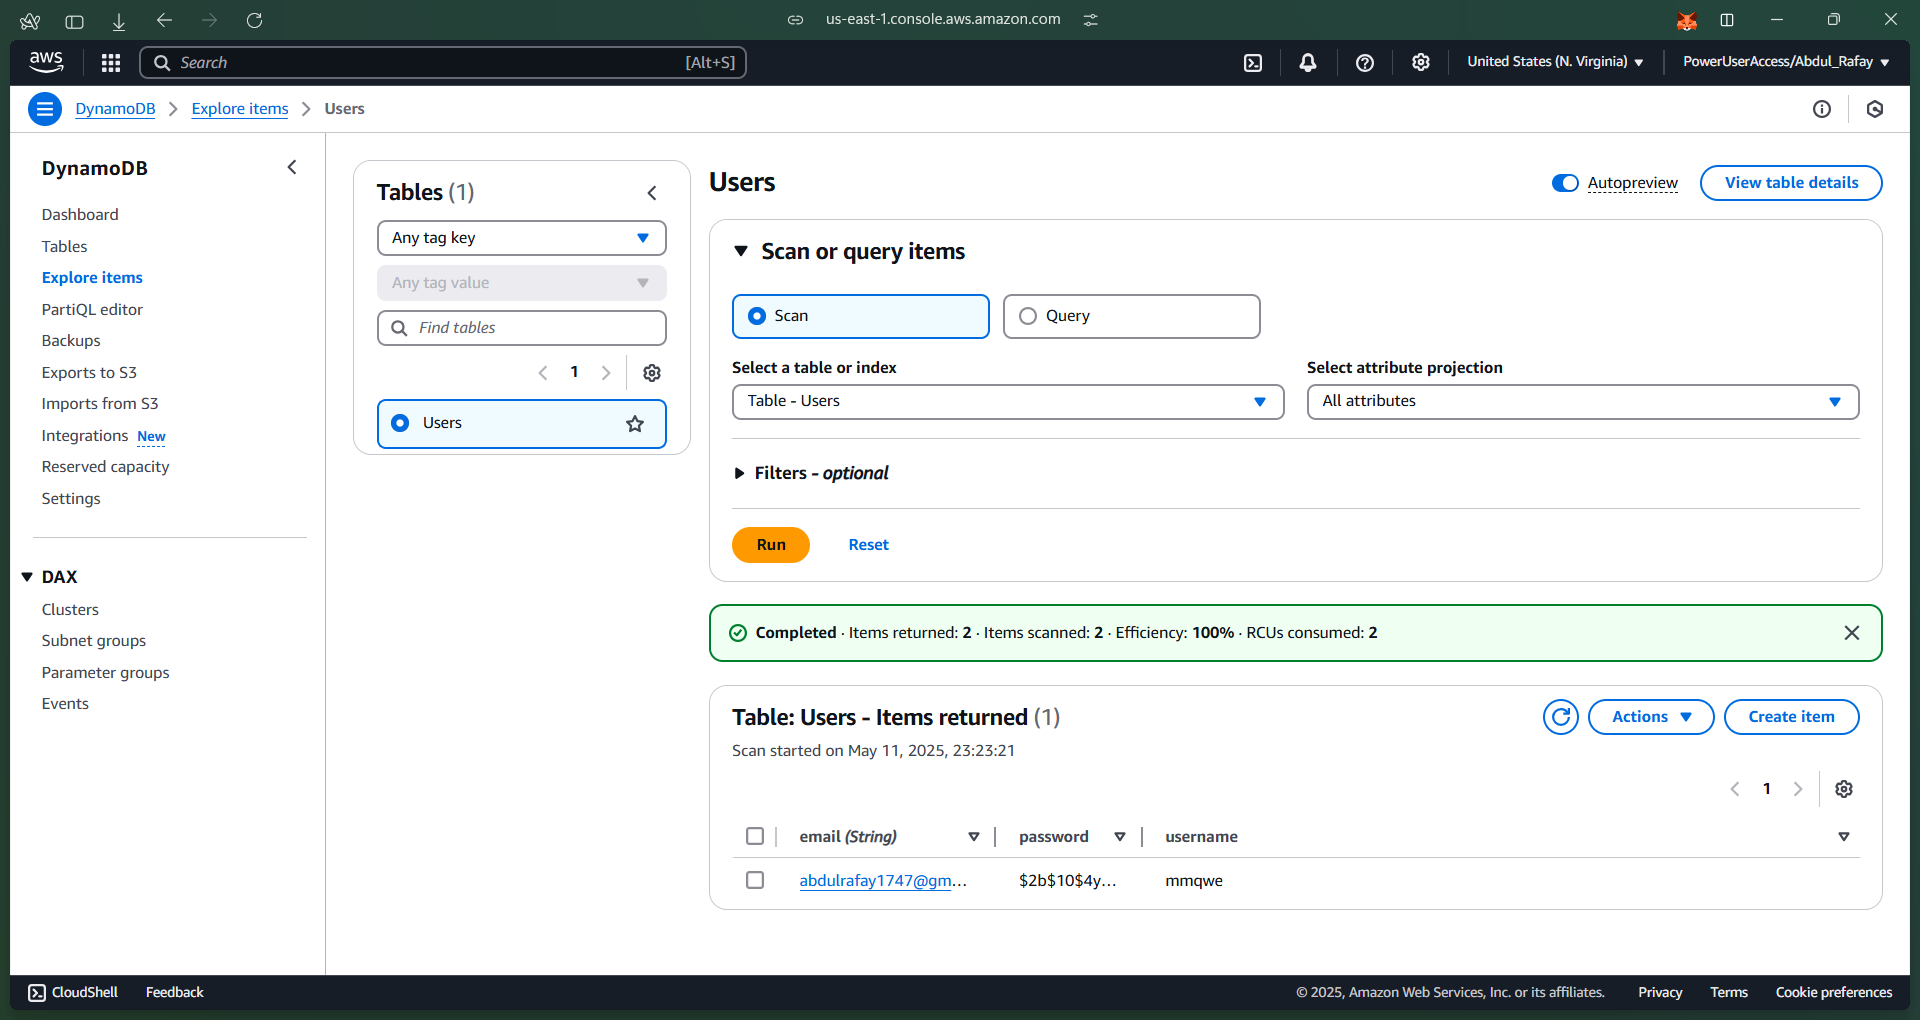 us-east-1.console.aws.amazon.com
aws
Search [Alt+S]
United States (N. Virginia)
PowerUserAccess/Abdul_Rafay
DynamoDB
Explore items
Users
DynamoDB
Dashboard
Tables
Explore items
PartiQL editor
Backups
Exports to S3
Imports from S3
Integrations New
Reserved capacity
Settings
DAX
Clusters
Subnet groups
Parameter groups
Events
Tables (1)
Any tag key
Any tag value
Find tables
1
Users
Users
Autopreview
View table details
Scan or query items
Scan
Query
Select a table or index
Table - Users
Select attribute projection
All attributes
Filters - optional
Run
Reset
Completed · Items returned: 2 · Items scanned: 2 · Efficiency: 100% · RCUs consumed: 2
Table: Users - Items returned (1)
Actions
Create item
Scan started on May 11, 2025, 23:23:21
1
email (String) password username
abdulrafay1747@gm... $2b$10$4y... mmqwe
CloudShell
Feedback
© 2025, Amazon Web Services, Inc. or its affiliates.
Privacy
Terms
Cookie preferences